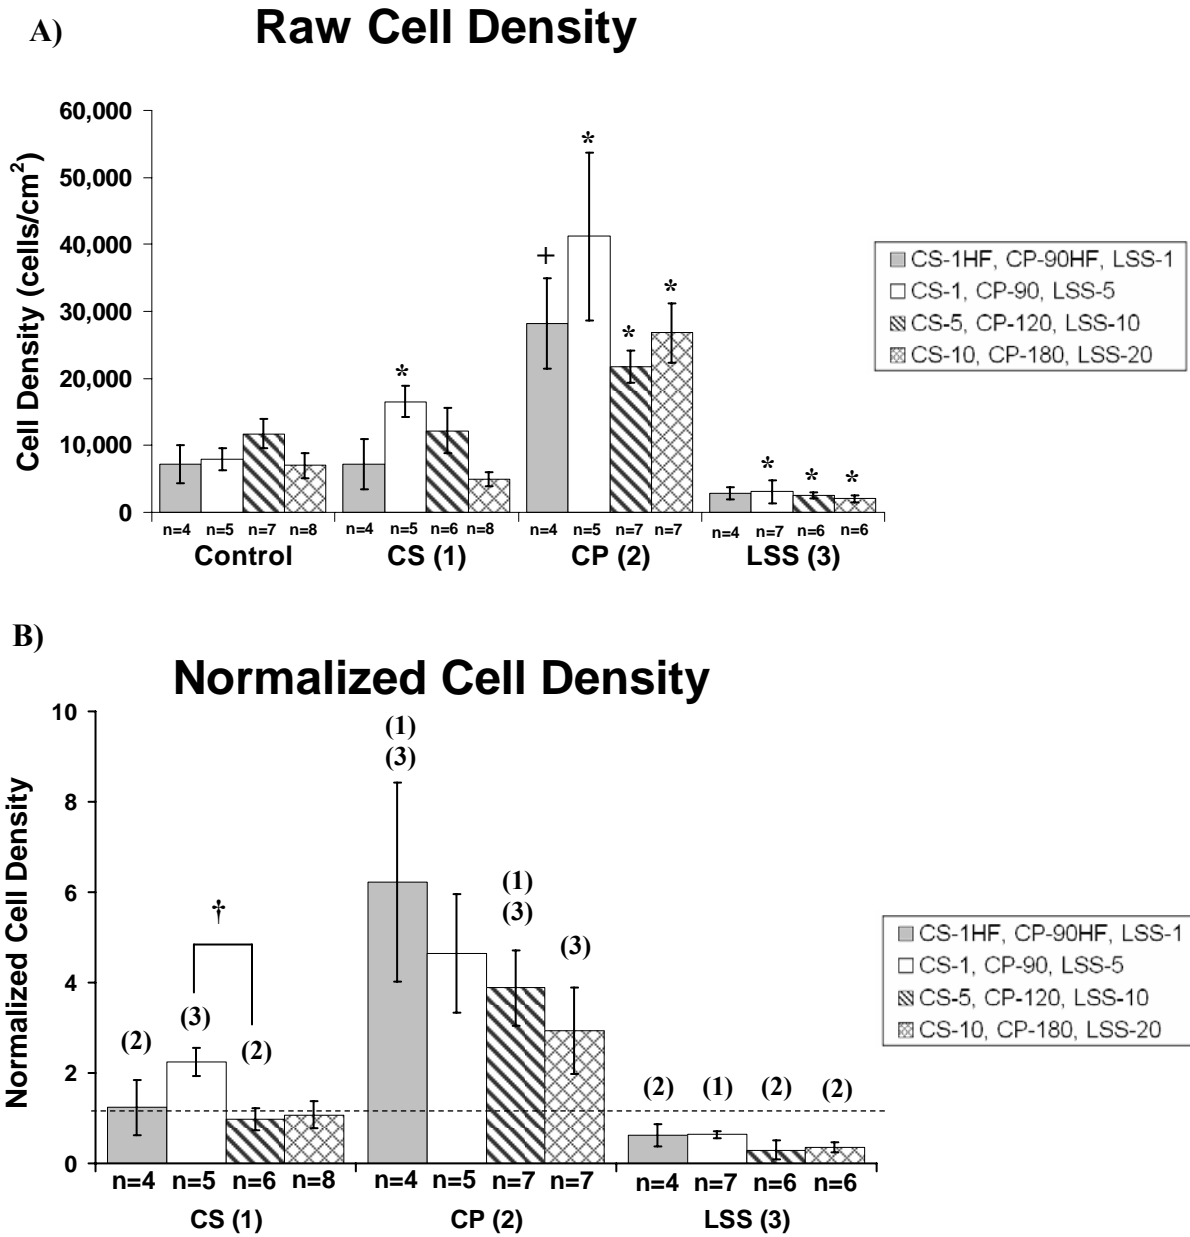 A)
Raw Cell Density
Cell Density (cells/cm²)
60,000
50,000
40,000
30,000
20,000
10,000
0
*
+
*
*
*
*
*
*
n=4 n=5 n=7 n=8
n=4 n=5 n=6 n=8
n=4 n=5 n=7 n=7
n=4 n=7 n=6 n=6
Control
CS (1)
CP (2)
LSS (3)
CS-1HF, CP-90HF, LSS-1
CS-1, CP-90, LSS-5
CS-5, CP-120, LSS-10
CS-10, CP-180, LSS-20
B)
Normalized Cell Density
Normalized Cell Density
10
8
6
4
2
0
(2)
(3)
†
(2)
(1)
(3)
(1)
(3)
(3)
(2)
(1)
(2)
(2)
n=4 n=5 n=6 n=8
n=4 n=5 n=7 n=7
n=4 n=7 n=6 n=6
CS (1)
CP (2)
LSS (3)
CS-1HF, CP-90HF, LSS-1
CS-1, CP-90, LSS-5
CS-5, CP-120, LSS-10
CS-10, CP-180, LSS-20